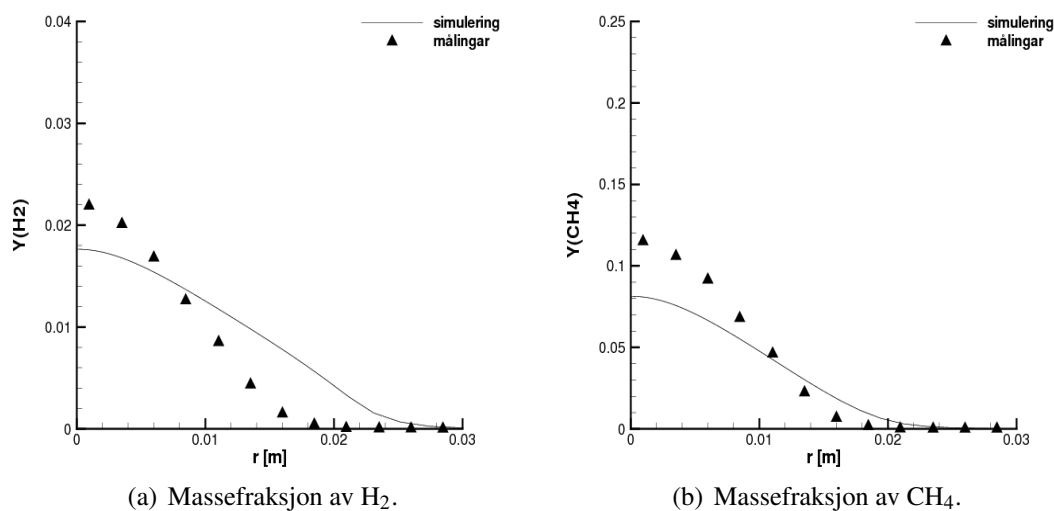 simulering
målingar
0.04
0.03
0.02
0.01
0
Y(H2)
0
0.01
0.02
0.03
r [m]
(a) Massefraksjon av H₂.
simulering
målingar
0.25
0.2
0.15
0.1
0.05
0
Y(CH4)
0
0.01
0.02
0.03
r [m]
(b) Massefraksjon av CH₄.